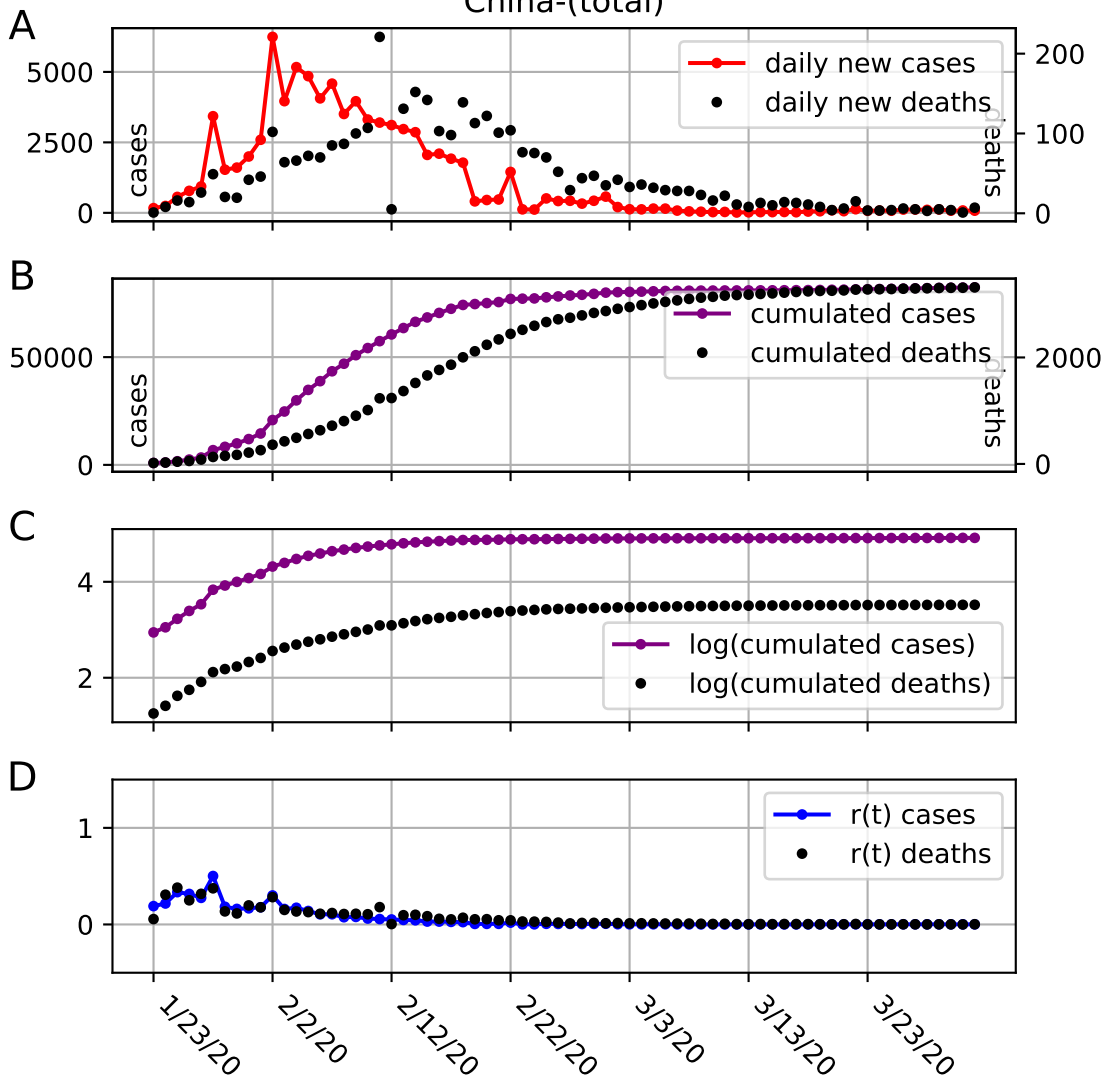 China-(total)
A
5000
2500
0
cases
daily new cases
daily new deaths
200
100
0
deaths
B
50000
0
cases
cumulated cases
cumulated deaths
2000
0
deaths
C
4
2
log(cumulated cases)
log(cumulated deaths)
D
1
0
r(t) cases
r(t) deaths
1/23/20
2/2/20
2/12/20
2/22/20
3/3/20
3/13/20
3/23/20